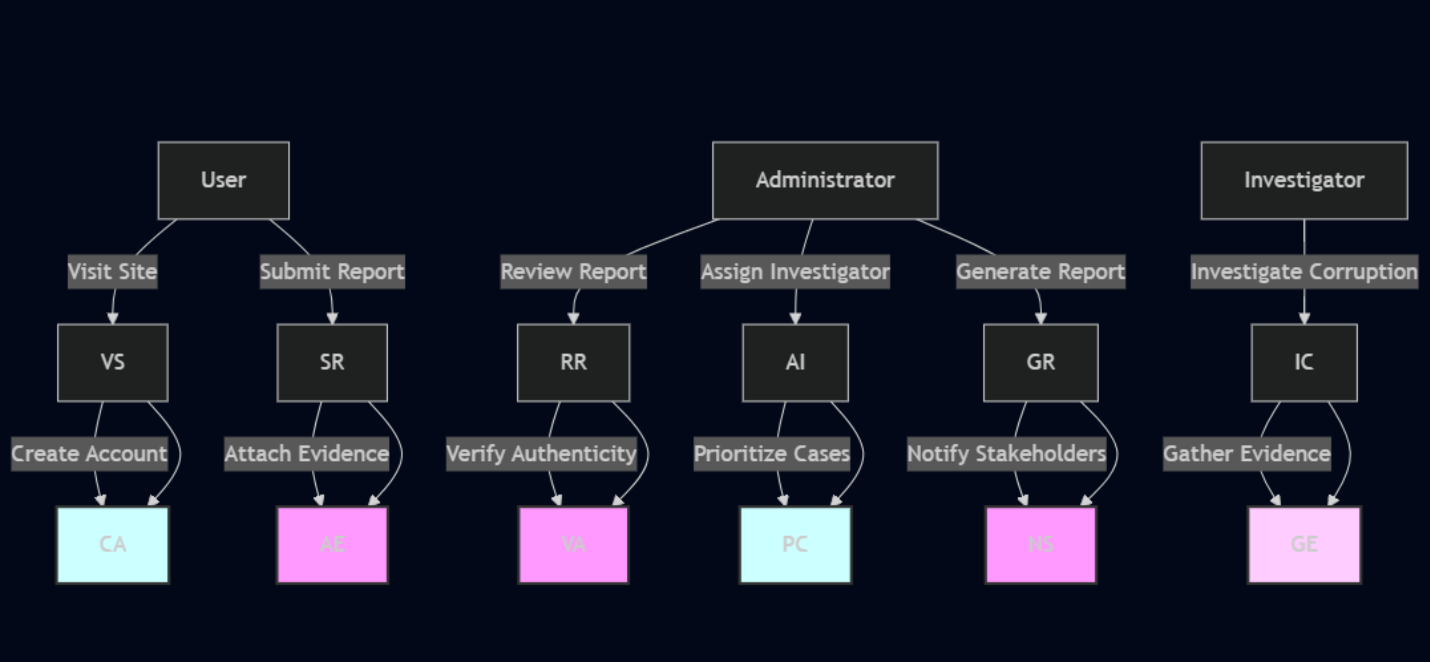 User
Administrator
Investigator
Visit Site
Submit Report
Review Report
Assign Investigator
Generate Report
Investigate Corruption
VS
SR
RR
AI
GR
IC
Create Account
Attach Evidence
Verify Authenticity
Prioritize Cases
Notify Stakeholders
Gather Evidence
CA
AE
VA
PC
NS
GE